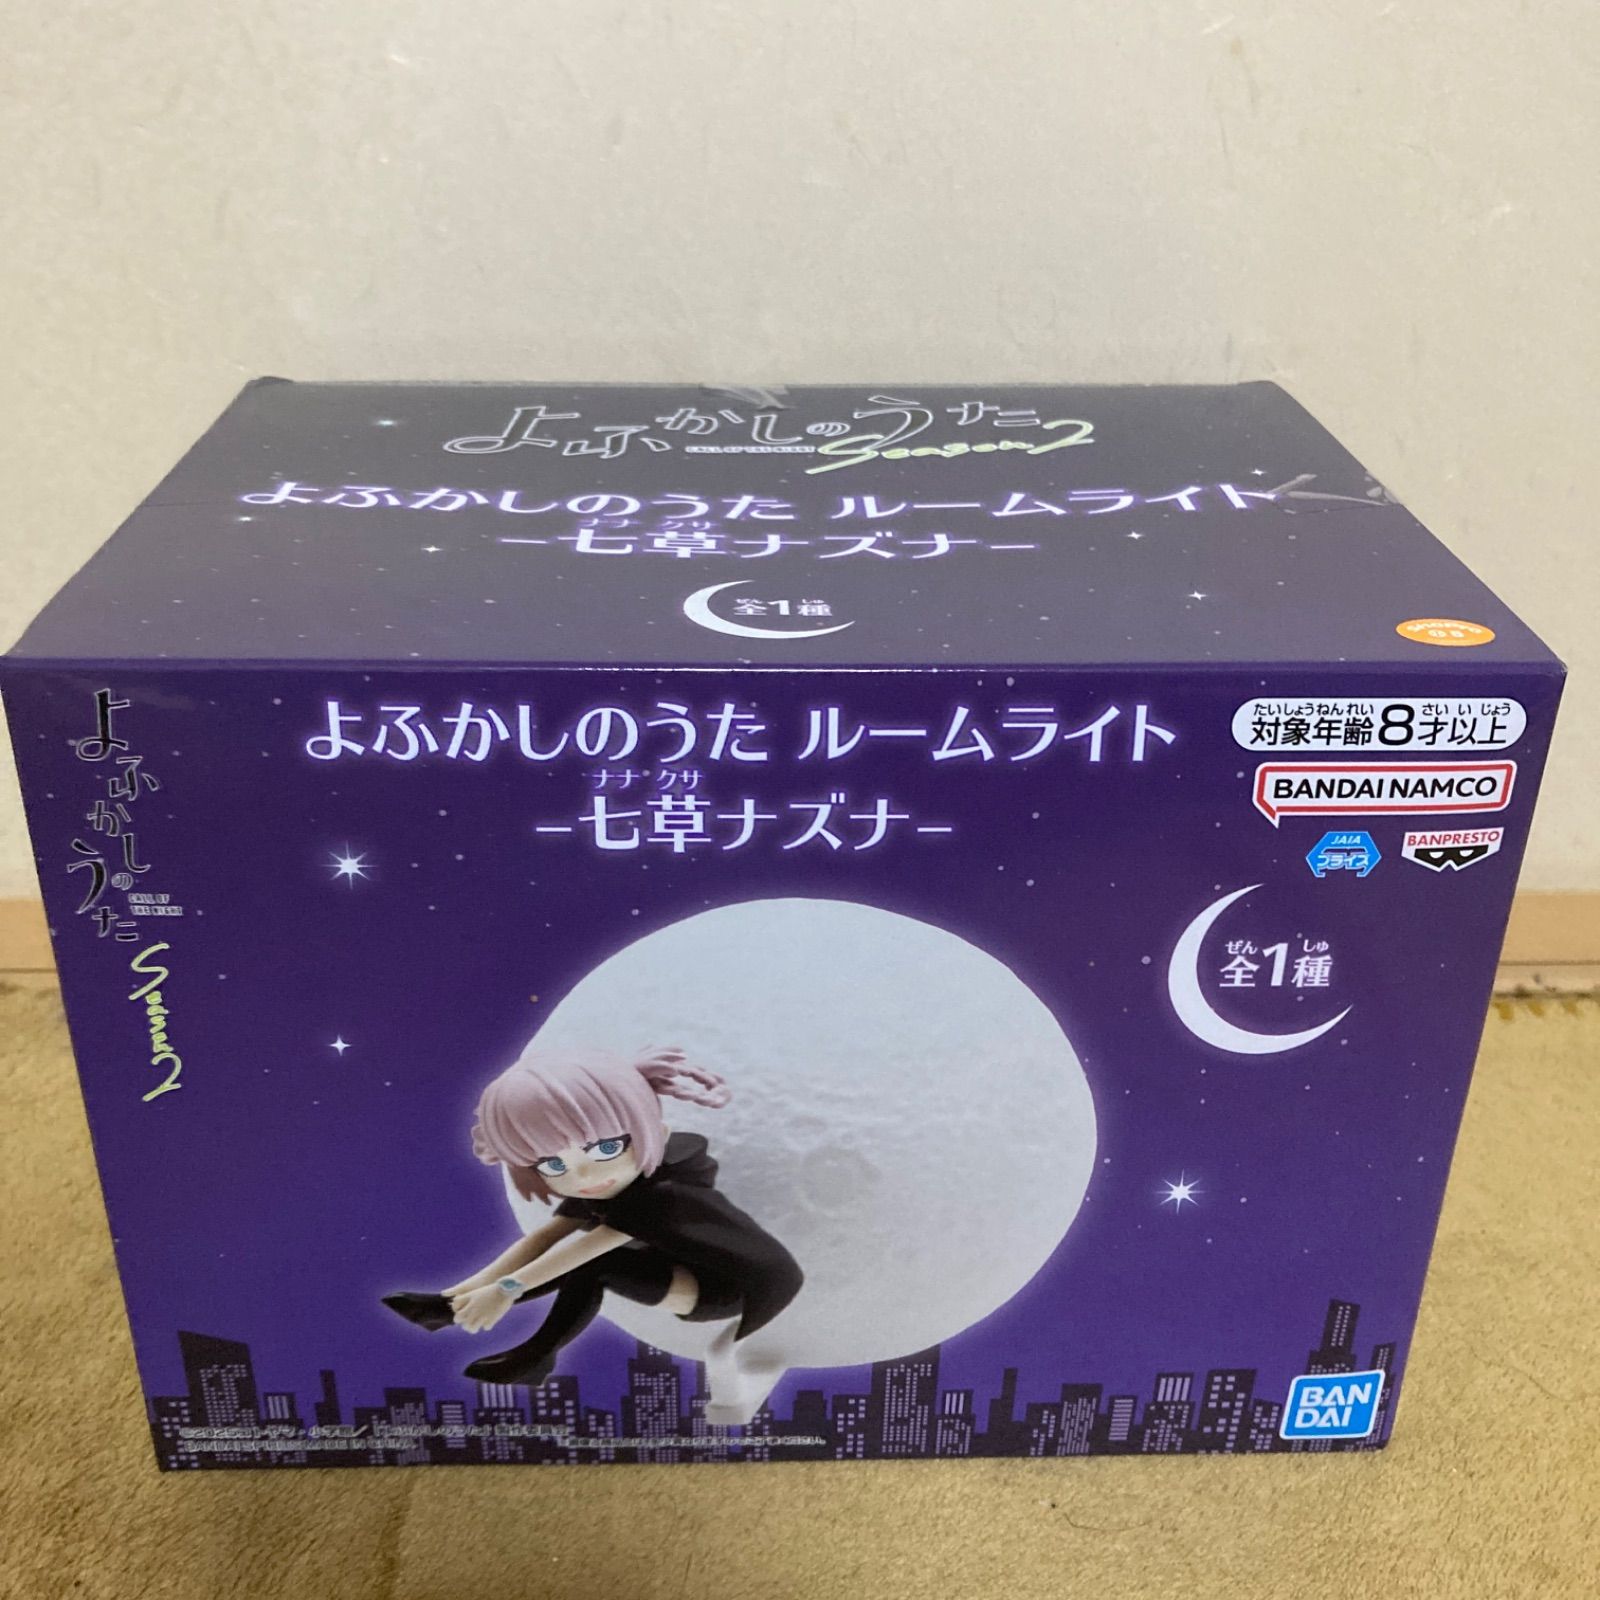 よふかしのうた
CALL OF THE NIGHT
Season2
よふかしのうた ルームライト
ナナ クサ
–七草ナズナ–
ぜん しゅ
全1種
よふかしのうた
CALL OF
THE NIGHT
Season2
よふかしのうた ルームライト
ナナ クサ
–七草ナズナ–
たいしょうねんれい さい いじょう
対象年齢8才以上
BANDAI NAMCO
JAIA
プライズ
BANPRESTO
ぜん しゅ
全1種
BAN
DAI